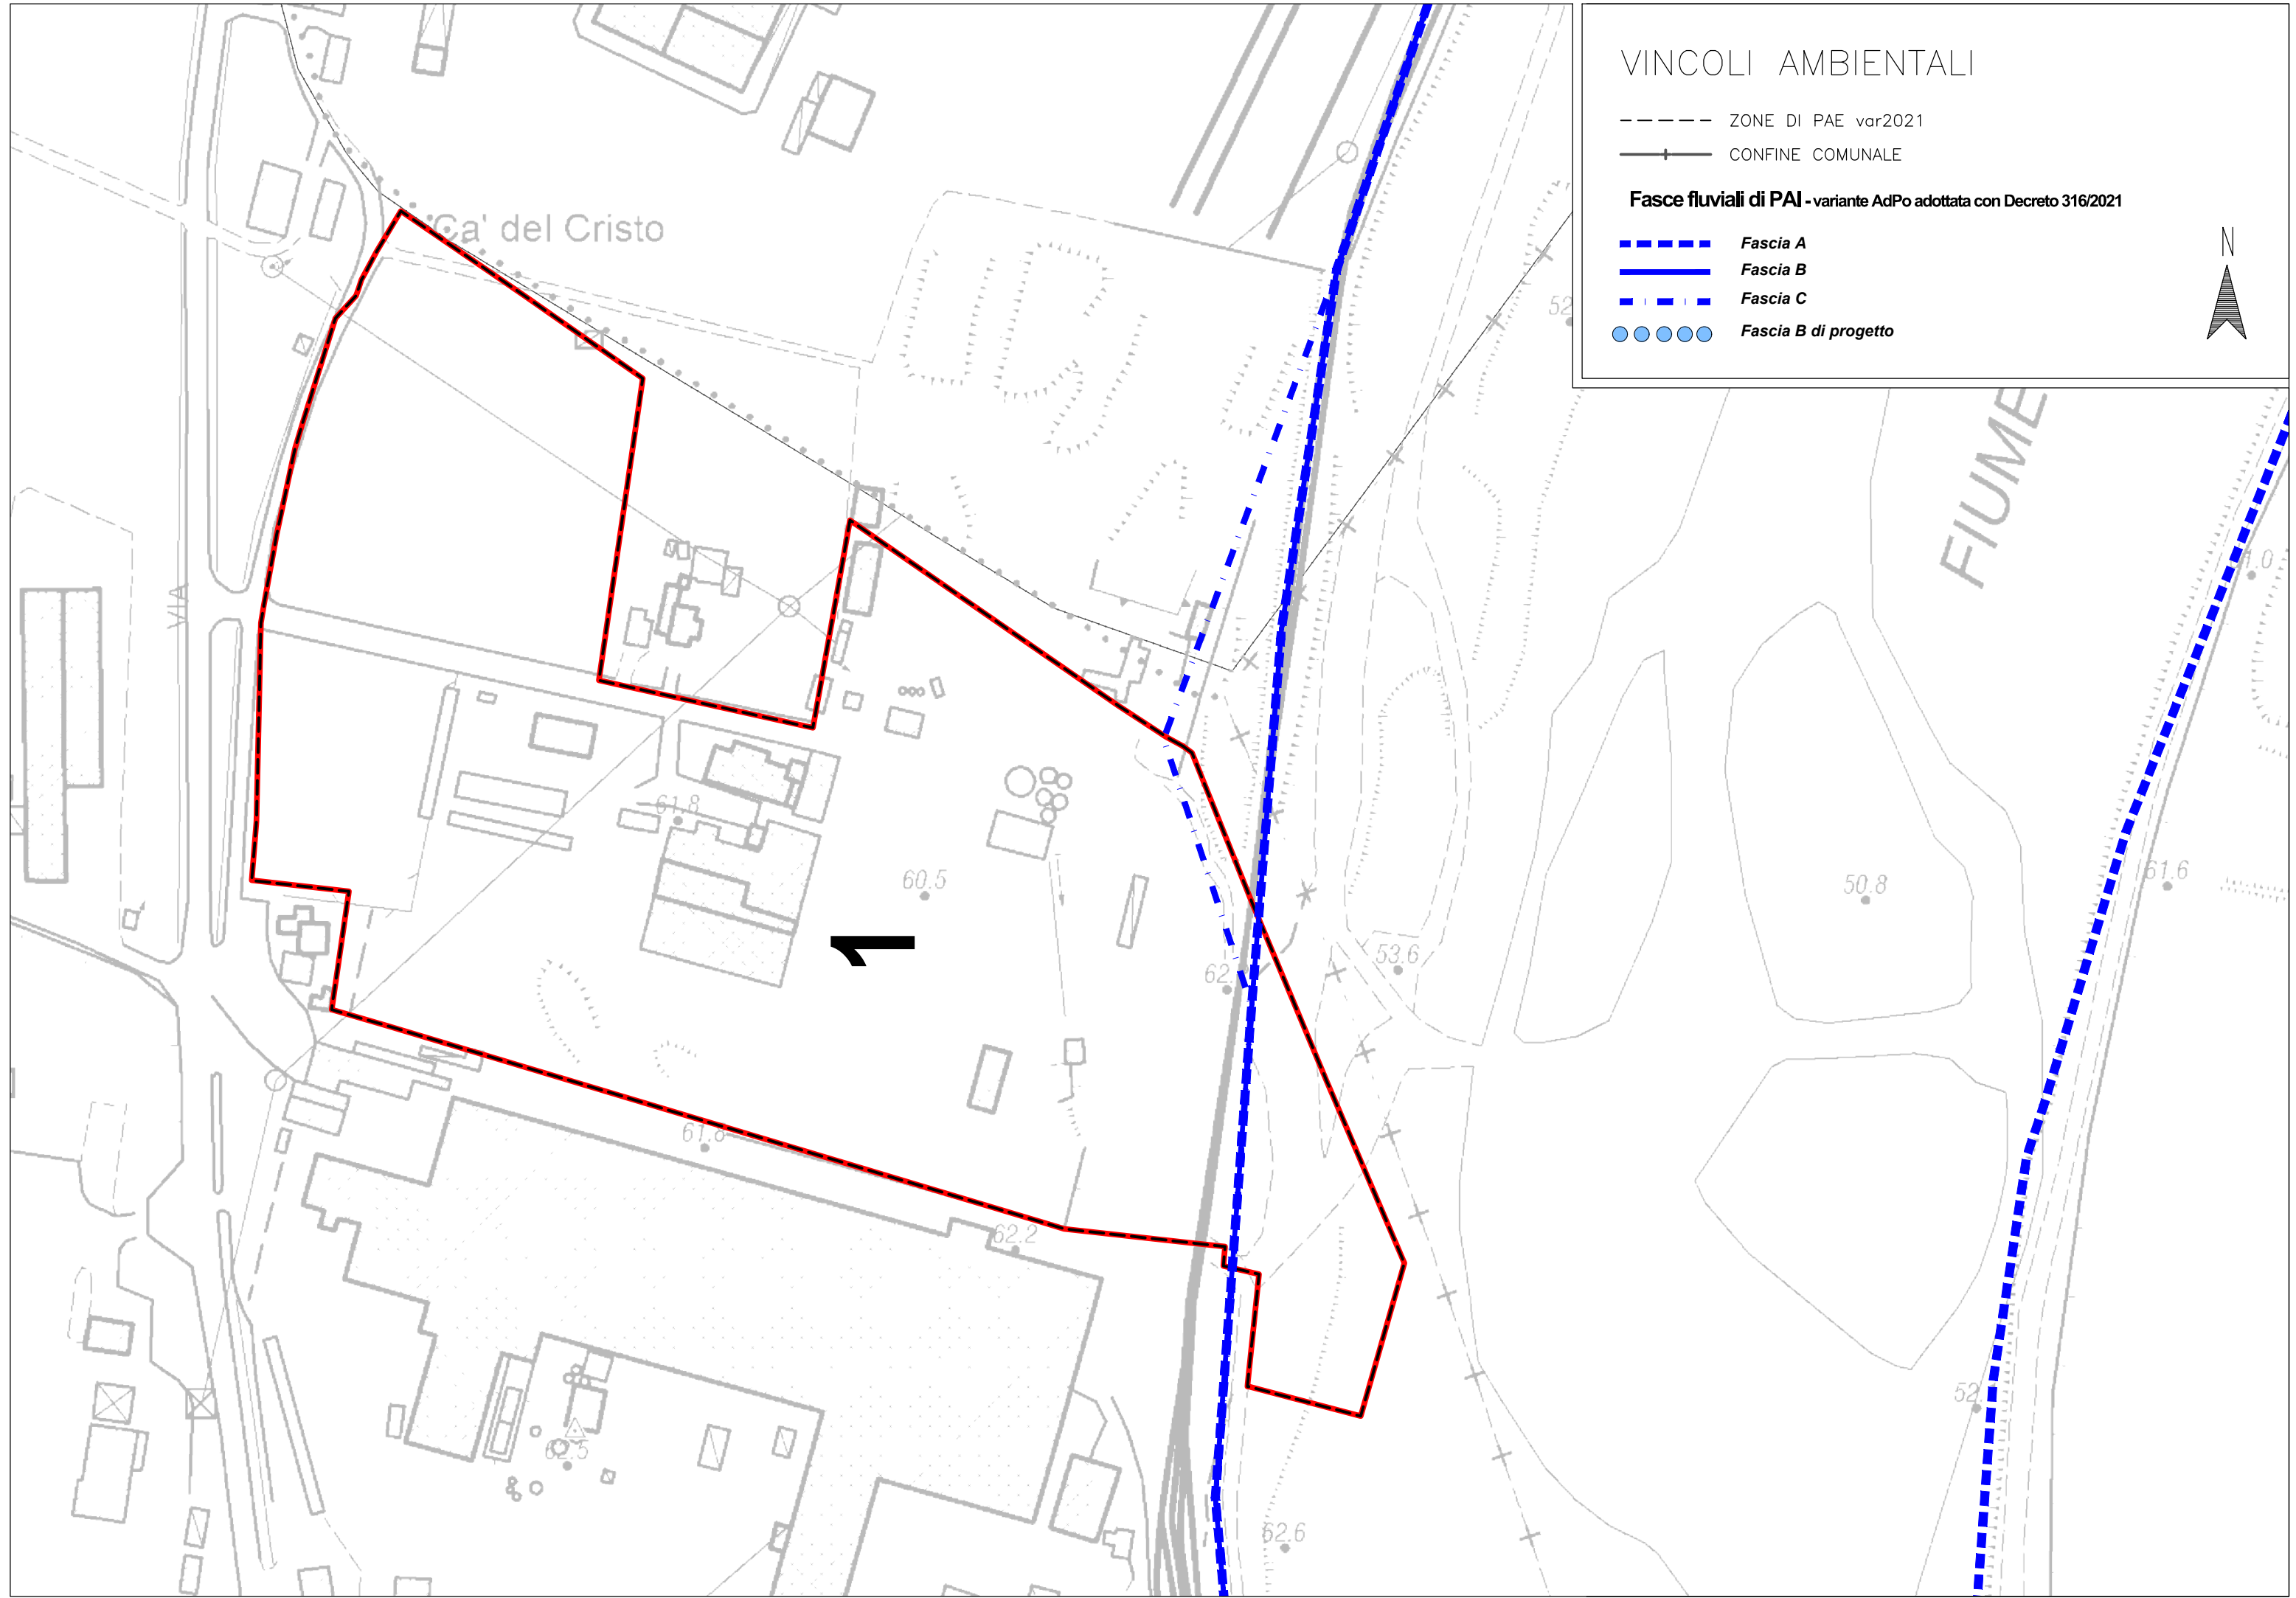 VINCOLI AMBIENTALI
ZONE DI PAE var2021
CONFINE COMUNALE
Fasce fluviali di PAI - variante AdPo adottata con Decreto 316/2021
Fascia A
Fascia B
Fascia C
Fascia B di progetto
N
Ca' del Cristo
FIUME
VIA
61.8
60.5
1
50.8
61.6
53.6
61.8
62.2
62.5
62.6